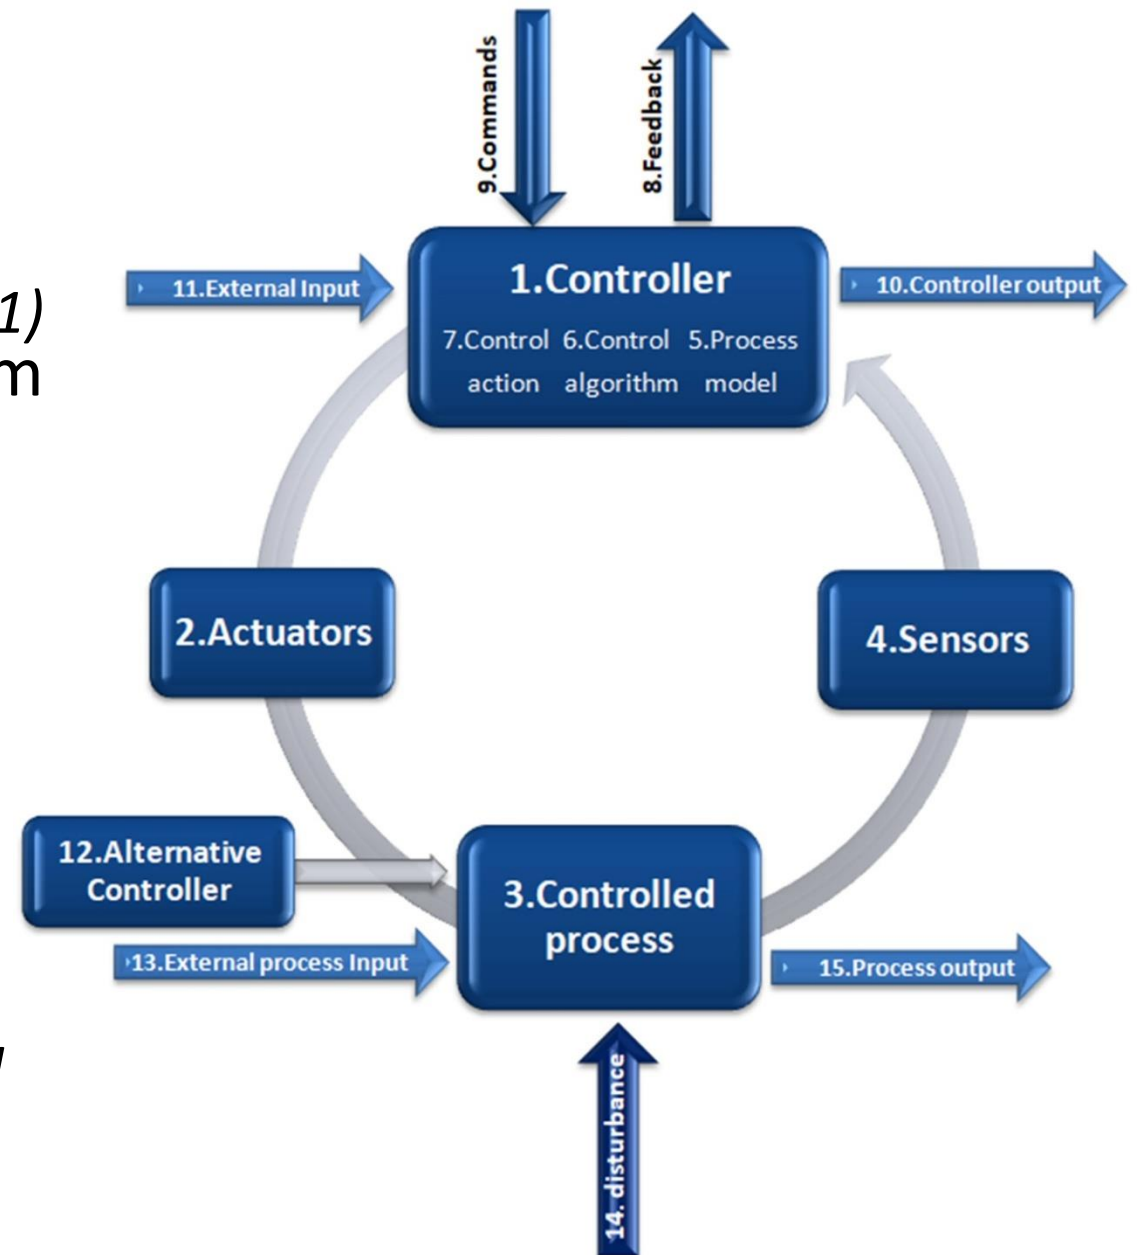 9.Commands
8.Feedback
1.Controller
11.External Input
10.Controller output
1)
m
7.Control 6.Control 5.Process
action algorithm model
2.Actuators
4.Sensors
12.Alternative
Controller
3.Controlled
process
13.External process Input
15.Process output
14. disturbance